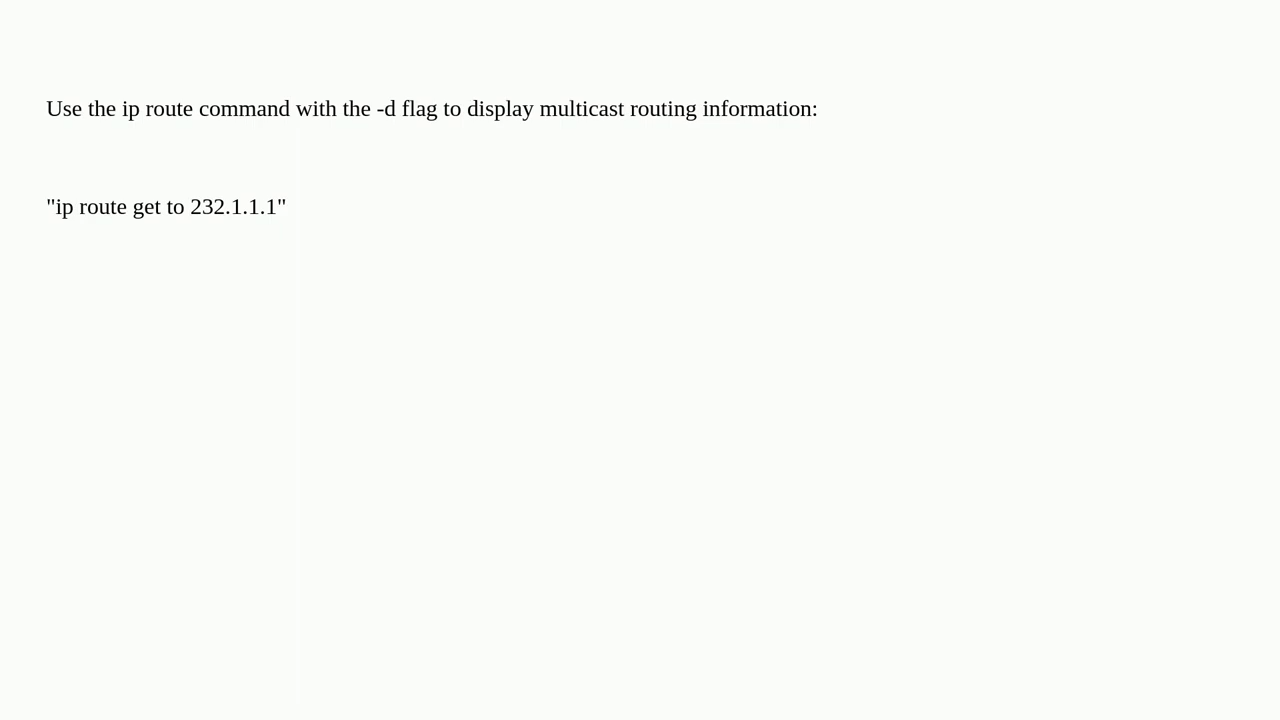 Use the ip route command with the -d flag to display multicast routing information:
"ip route get to 232.1.1.1"